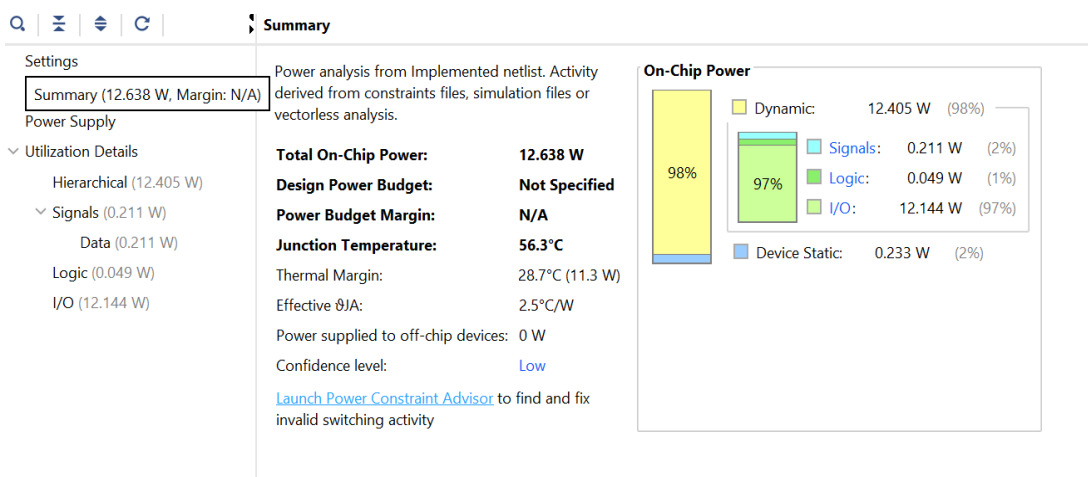 Summary
Settings
Summary (12.638 W, Margin: N/A)
Power Supply
Utilization Details
Hierarchical (12.405 W)
Signals (0.211 W)
Data (0.211 W)
Logic (0.049 W)
I/O (12.144 W)
Power analysis from Implemented netlist. Activity
derived from constraints files, simulation files or
vectorless analysis.
Total On-Chip Power: 12.638 W
Design Power Budget: Not Specified
Power Budget Margin: N/A
Junction Temperature: 56.3°C
Thermal Margin: 28.7°C (11.3 W)
Effective ϑJA: 2.5°C/W
Power supplied to off-chip devices: 0 W
Confidence level: Low
Launch Power Constraint Advisor to find and fix
invalid switching activity
On-Chip Power
98%
Dynamic: 12.405 W (98%)
97%
Signals: 0.211 W (2%)
Logic: 0.049 W (1%)
I/O: 12.144 W (97%)
Device Static: 0.233 W (2%)